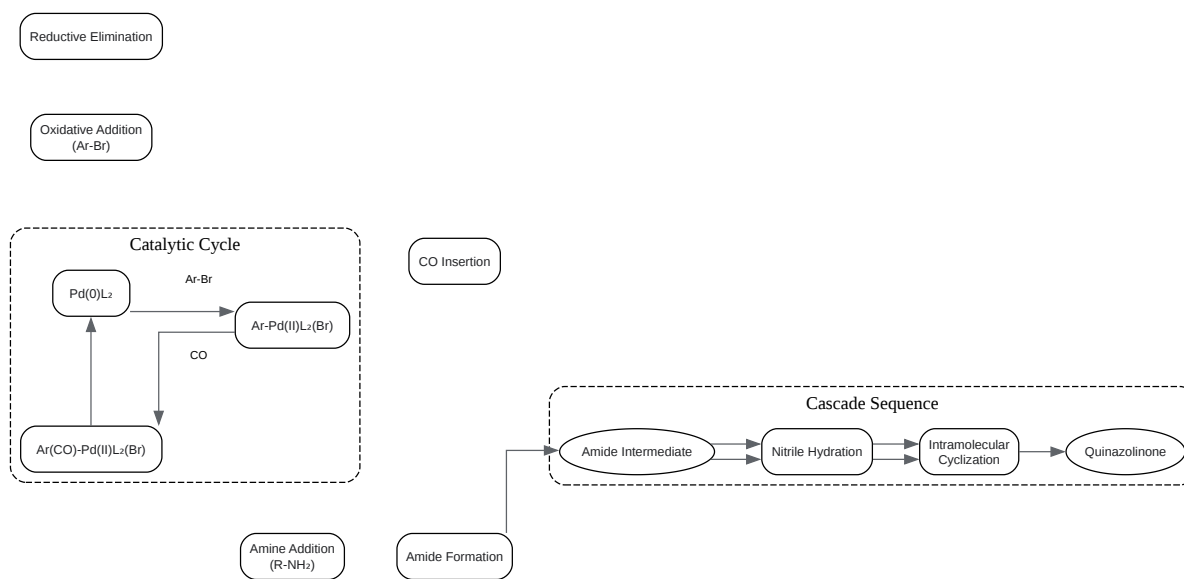 Reductive Elimination
Oxidative Addition
(Ar-Br)
Catalytic Cycle
CO Insertion
Ar-Br
Pd(0)L₂
Ar-Pd(II)L₂(Br)
CO
Cascade Sequence
Ar(CO)-Pd(II)L₂(Br)
Amide Intermediate
Nitrile Hydration
Intramolecular
Cyclization
Quinazolinone
Amine Addition
(R-NH₂)
Amide Formation